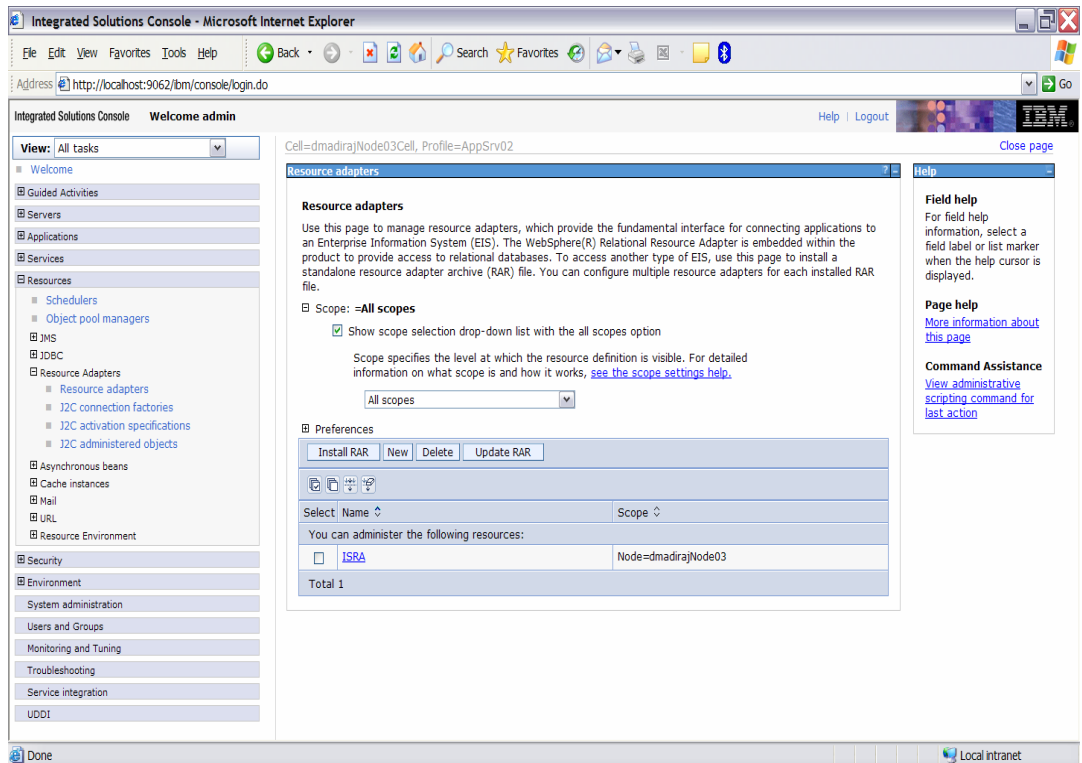 Integrated Solutions Console - Microsoft Internet Explorer
File Edit View Favorites Tools Help
Back Search Favorites
Address http://localhost:9062/ibm/console/login.do Go
Integrated Solutions Console Welcome admin Help | Logout IBM
View: All tasks
Welcome
Guided Activities
Servers
Applications
Services
Resources
Schedulers
Object pool managers
JMS
JDBC
Resource Adapters
Resource adapters
J2C connection factories
J2C activation specifications
J2C administered objects
Asynchronous beans
Cache instances
Mail
URL
Resource Environment
Security
Environment
System administration
Users and Groups
Monitoring and Tuning
Troubleshooting
Service integration
UDDI
Cell=dmadirajNode03Cell, Profile=AppSrv02 Close page
Resource adapters ? -
Resource adapters
Use this page to manage resource adapters, which provide the fundamental interface for connecting applications to
an Enterprise Information System (EIS). The WebSphere(R) Relational Resource Adapter is embedded within the
product to provide access to relational databases. To access another type of EIS, use this page to install a
standalone resource adapter archive (RAR) file. You can configure multiple resource adapters for each installed RAR
file.
Scope: =All scopes
Show scope selection drop-down list with the all scopes option
Scope specifies the level at which the resource definition is visible. For detailed
information on what scope is and how it works, see the scope settings help.
All scopes
Preferences
Install RAR New Delete Update RAR
Select Name Scope
You can administer the following resources:
ISRA Node=dmadirajNode03
Total 1
Help -
Field help
For field help
information, select a
field label or list marker
when the help cursor is
displayed.
Page help
More information about
this page
Command Assistance
View administrative
scripting command for
last action
Done Local intranet